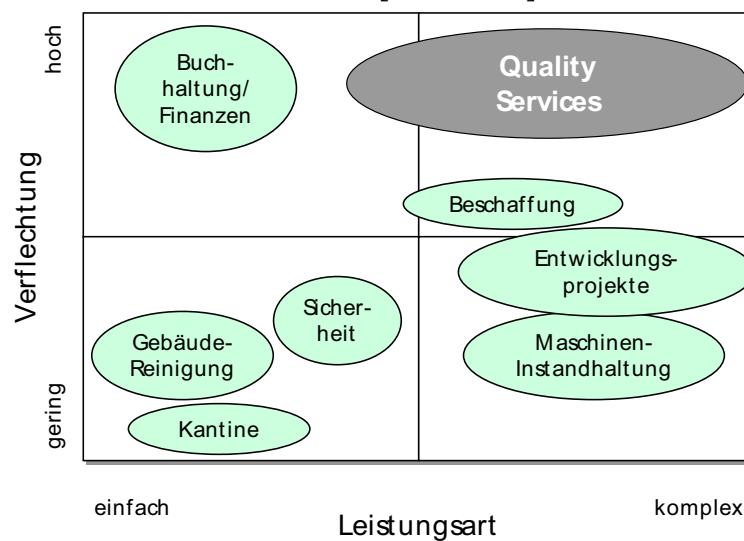 hoch
Buch-
haltung/
Finanzen
Quality
Services
Verflechtung
Beschaffung
Entwicklungs-
projekte
Sicher-
heit
Gebäude-
Reinigung
Maschinen-
Instandhaltung
gering
Kantine
einfach
komplex
Leistungsart